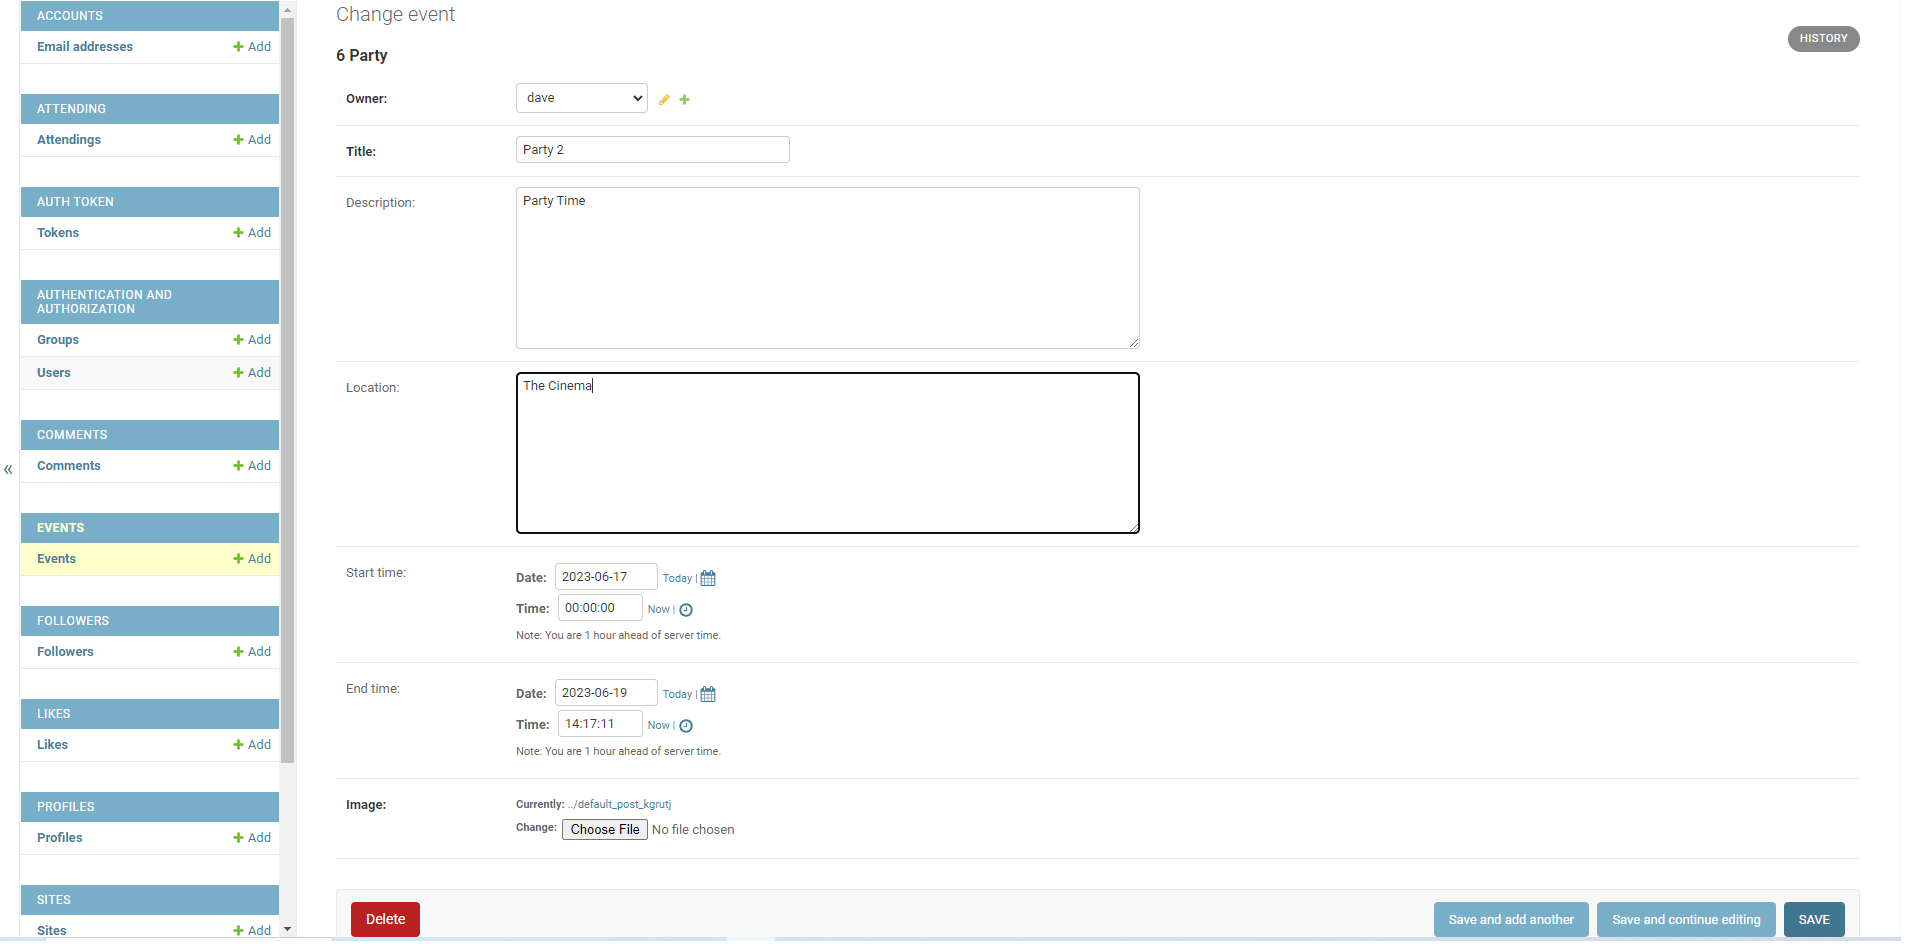 ACCOUNTS
Email addresses + Add
ATTENDING
Attendings + Add
AUTH TOKEN
Tokens + Add
AUTHENTICATION AND
AUTHORIZATION
Groups + Add
Users + Add
COMMENTS
Comments + Add
EVENTS
Events + Add
FOLLOWERS
Followers + Add
LIKES
Likes + Add
PROFILES
Profiles + Add
SITES
Sites + Add
«
Change event
HISTORY
6 Party
Owner: dave
Title: Party 2
Description: Party Time
Location: The Cinema
Start time:
Date: 2023-06-17 Today |
Time: 00:00:00 Now |
Note: You are 1 hour ahead of server time.
End time:
Date: 2023-06-19 Today |
Time: 14:17:11 Now |
Note: You are 1 hour ahead of server time.
Image: Currently: ../default_post_kgrutj
Change: Choose File No file chosen
Delete Save and add another Save and continue editing SAVE